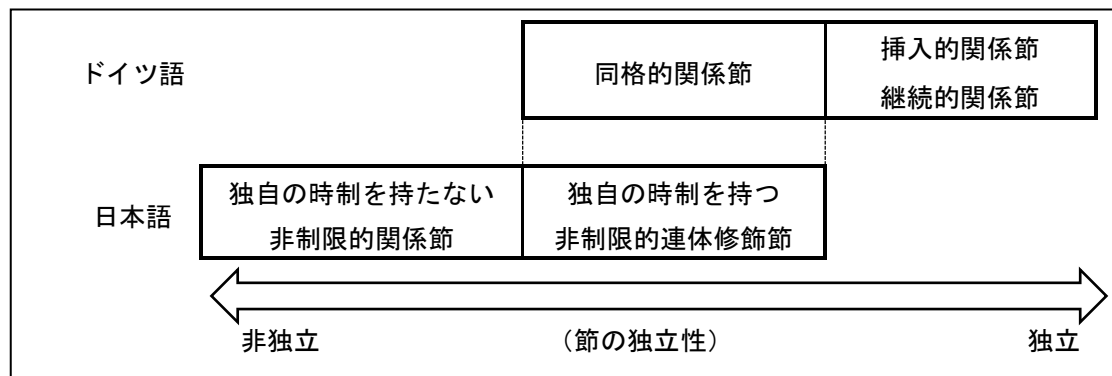 ドイツ語
同格的関係節
挿入的関係節
継続的関係節
日本語
独自の時制を持たない
非制限的関係節
独自の時制を持つ
非制限的連体修飾節
非独立
（節の独立性）
独立